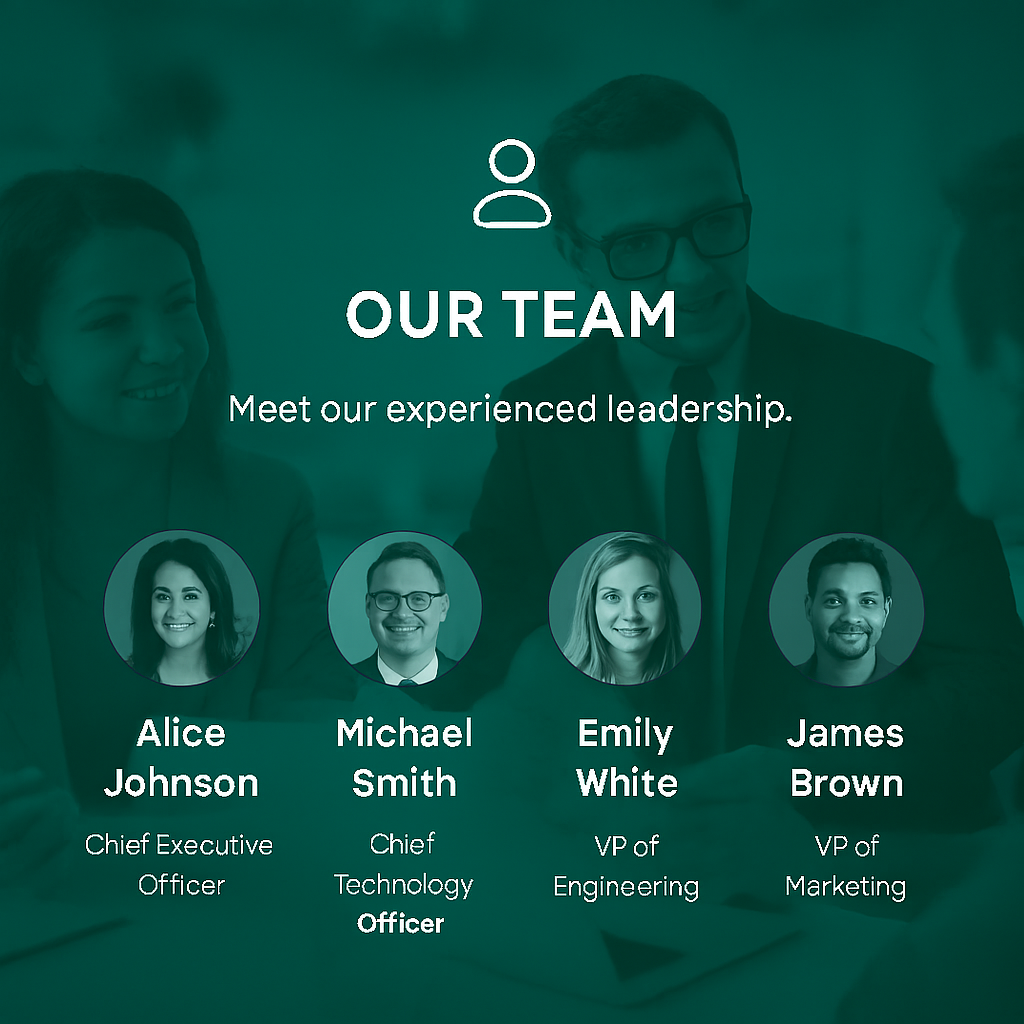 OUR TEAM
Meet our experienced leadership.
Alice
Johnson
Chief Executive
Officer
Michael
Smith
Chief
Technology
Officer
Emily
White
VP of
Engineering
James
Brown
VP of
Marketing